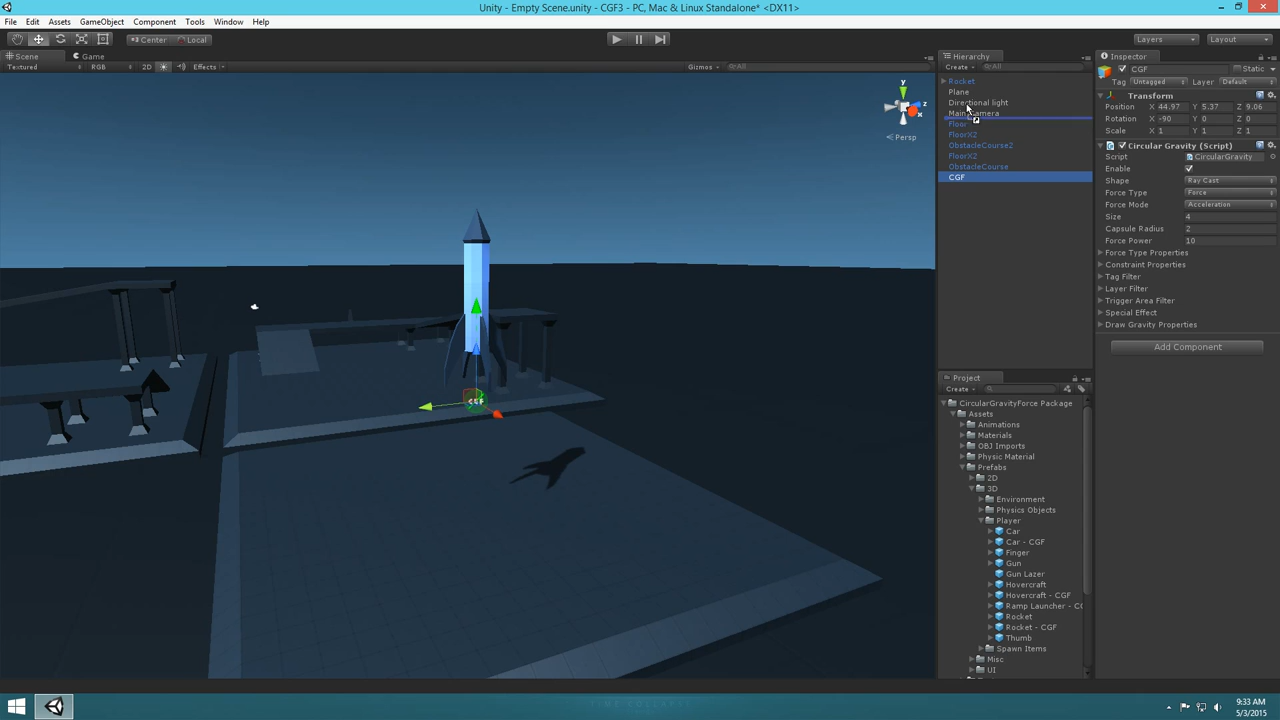 Unity - Empty Scene.unity - CGF3 - PC, Mac & Linux Standalone* <DX11>
File Edit Assets GameObject Component Tools Window Help
Center Local
Layers Layout
Scene Game
Textured RGB 2D Effects Gizmos All
y
z
x
Persp
CGF
Hierarchy
Create All
Rocket
Plane
Directional light
Main Camera
Floor
FloorX2
ObstacleCourse2
FloorX2
ObstacleCourse
CGF
Project
Create
CircularGravityForce Package
Assets
Animations
Materials
OBJ Imports
Physic Material
Prefabs
2D
3D
Environment
Physics Objects
Player
Car
Car - CGF
Finger
Gun
Gun Lazer
Hovercraft
Hovercraft - CGF
Ramp Launcher - CG
Rocket
Rocket - CGF
Thumb
Spawn Items
Misc
UI
Inspector
CGF Static
Tag Untagged Layer Default
Transform
Position X 44.97 Y 5.37 Z 9.06
Rotation X -90 Y 0 Z 0
Scale X 1 Y 1 Z 1
Circular Gravity (Script)
Script CircularGravity
Enable
Shape Ray Cast
Force Type Force
Force Mode Acceleration
Size 4
Capsule Radius 2
Force Power 10
Force Type Properties
Constraint Properties
Tag Filter
Layer Filter
Trigger Area Filter
Special Effect
Draw Gravity Properties
Add Component
TIME COLLAPSE
9:33 AM
5/3/2015